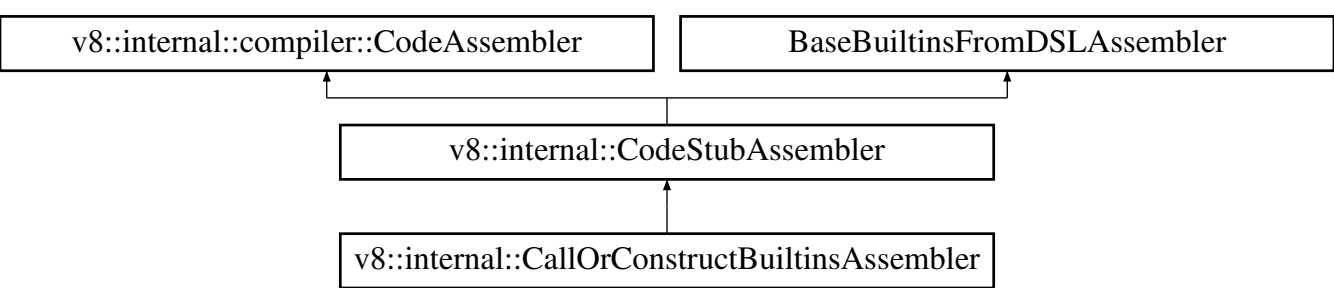 v8::internal::compiler::CodeAssembler
BaseBuiltinsFromDSLAssembler
v8::internal::CodeStubAssembler
v8::internal::CallOrConstructBuiltinsAssembler